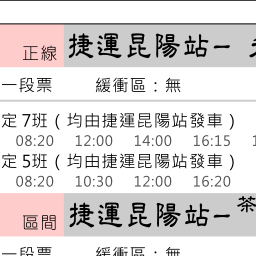 正線 捷運昆陽站－
一段票 緩衝區：無
定 7班（均由捷運昆陽站發車）
08:20 12:00 14:00 16:15
定 5班（均由捷運昆陽站發車）
08:20 10:30 12:00 16:20
區間 捷運昆陽站－茶
一段票 緩衝區：無